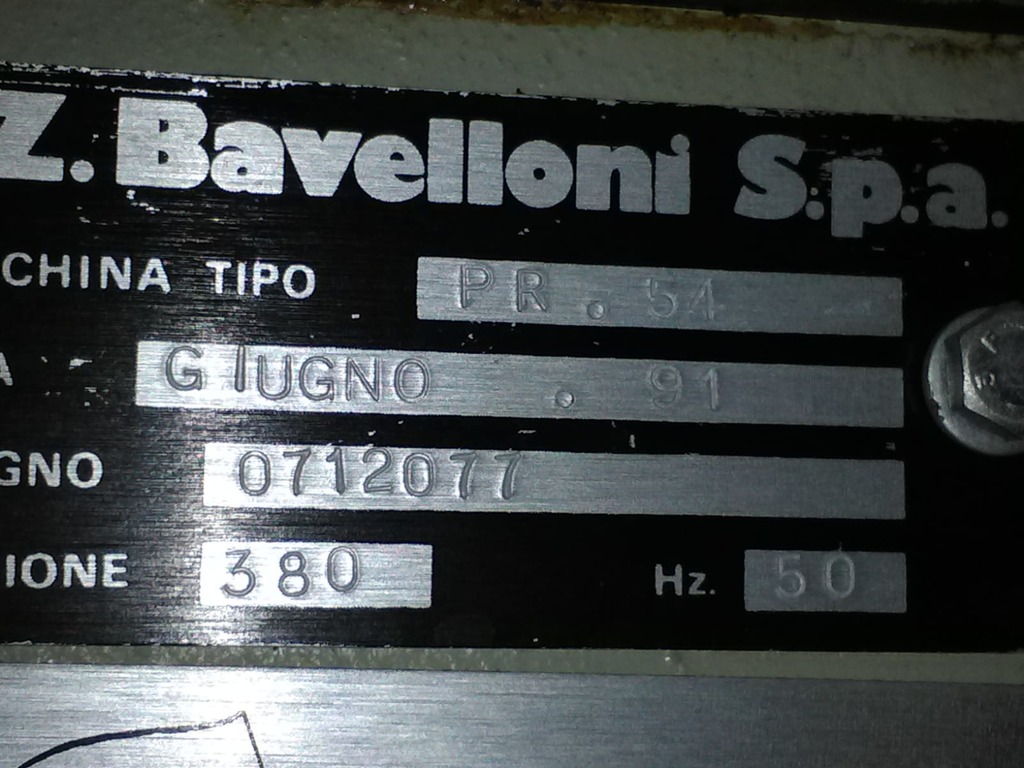 Z. Bavelloni S.p.a.
CHINA TIPO PR. 54
A GIUGNO . 91
GNO 0712077
IONE 380 Hz. 50